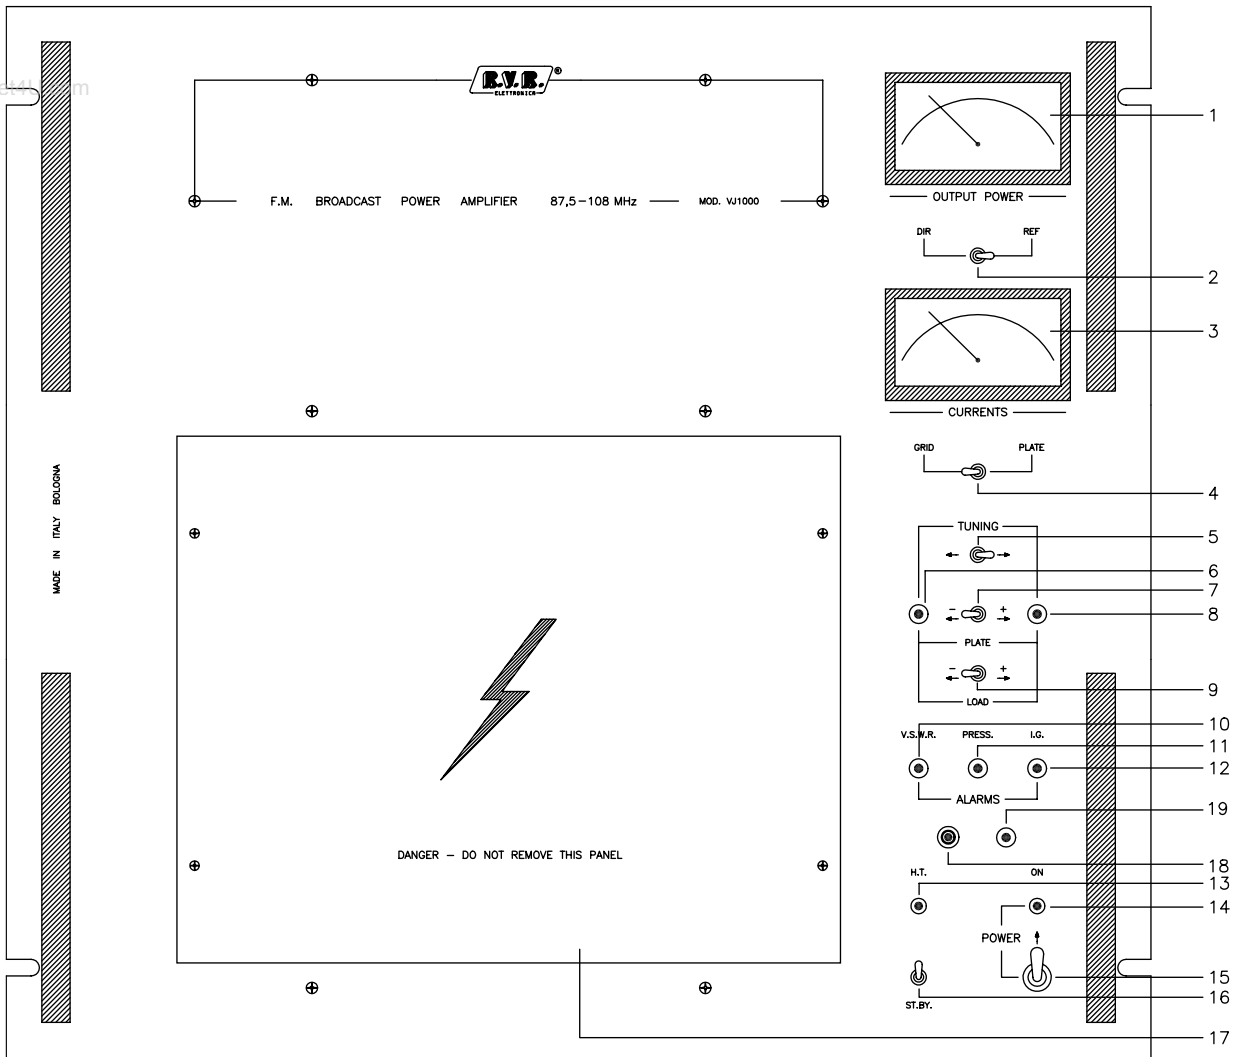 R.V.R.®
ELETTRONICA
F.M. BROADCAST POWER AMPLIFIER 87,5-108 MHz MOD. VJ1000
MADE IN ITALY BOLOGNA
DANGER - DO NOT REMOVE THIS PANEL
1
OUTPUT POWER
DIR REF
2
3
CURRENTS
GRID PLATE
4
TUNING
5
6
- + 7
8
PLATE
- + 9
LOAD
10
V.S.W.R. PRESS. I.G.
11
12
ALARMS
19
18
H.T. ON
13
14
POWER
15
16
ST.BY.
17